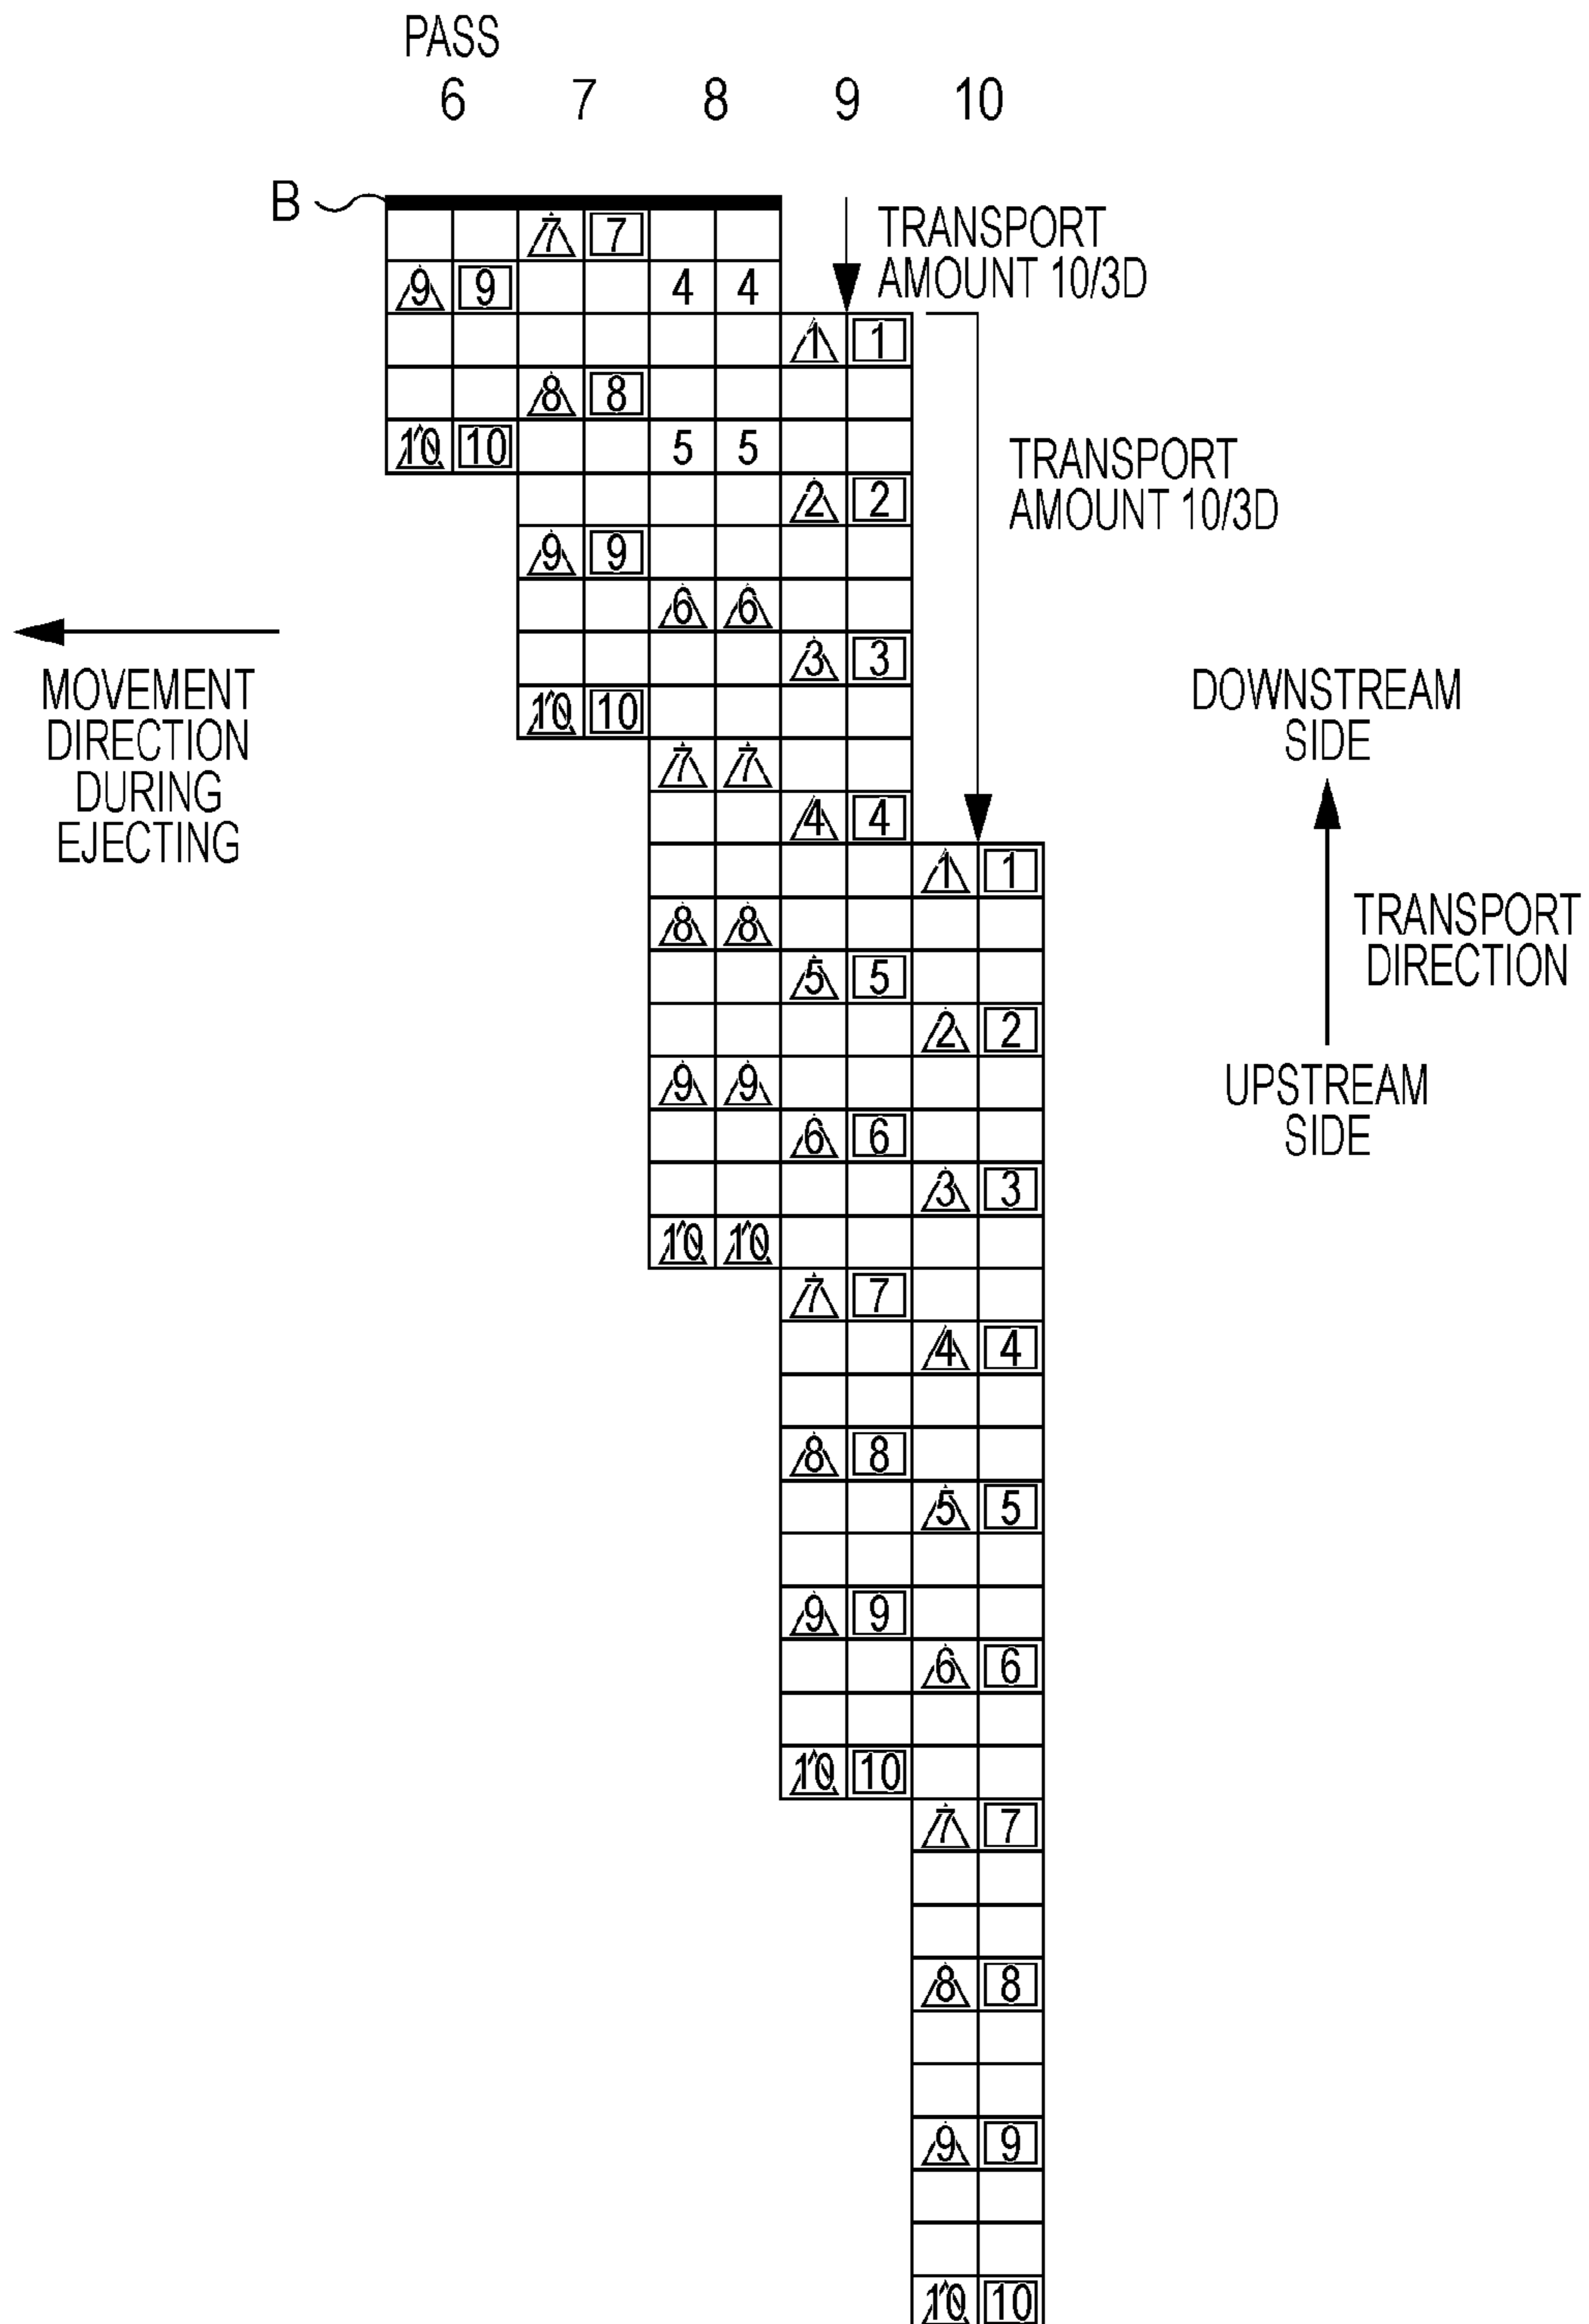 PASS
6 7 8 9 10
B
TRANSPORT
AMOUNT 10/3D
7 7
9 9 4 4
1 1
8 8
10 10 5 5
TRANSPORT
AMOUNT 10/3D
2 2
9 9
6 6
3 3
MOVEMENT
DIRECTION
DURING
EJECTING
DOWNSTREAM
SIDE
10 10
7 7
4 4
1 1
8 8
TRANSPORT
DIRECTION
5 5
2 2
9 9
UPSTREAM
SIDE
6 6
3 3
10 10
7 7
4 4
8 8
5 5
9 9
6 6
10 10
7 7
8 8
9 9
10 10